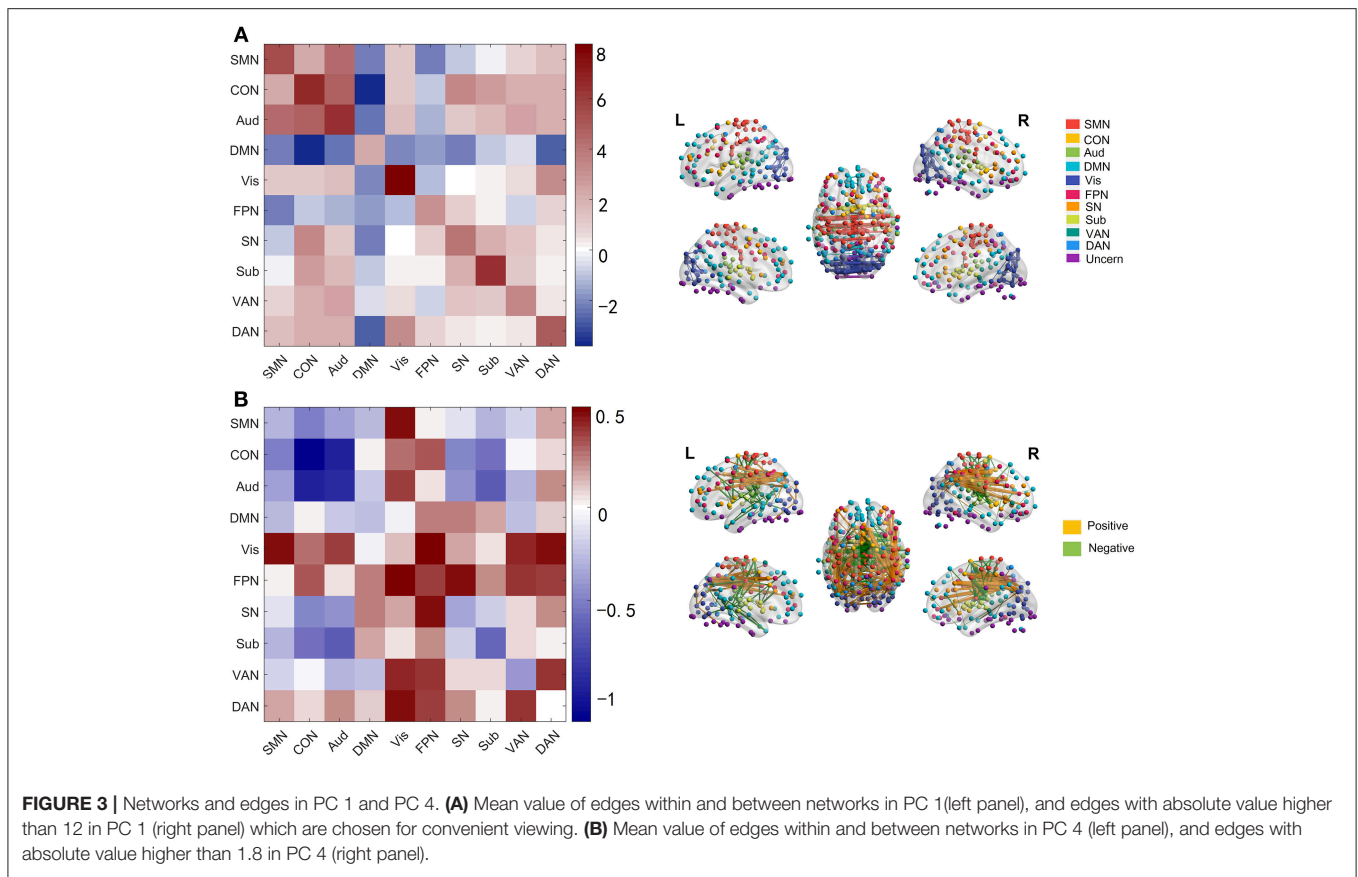 A
SMN
CON
Aud
DMN
Vis
FPN
SN
Sub
VAN
DAN
SMN CON Aud DMN Vis FPN SN Sub VAN DAN
8
6
4
2
0
−2
L
R
SMN
CON
Aud
DMN
Vis
FPN
SN
Sub
VAN
DAN
Uncern
B
SMN
CON
Aud
DMN
Vis
FPN
SN
Sub
VAN
DAN
SMN CON Aud DMN Vis FPN SN Sub VAN DAN
0.5
0
−0.5
−1
L
R
Positive
Negative
FIGURE 3 | Networks and edges in PC 1 and PC 4. (A) Mean value of edges within and between networks in PC 1(left panel), and edges with absolute value higher
than 12 in PC 1 (right panel) which are chosen for convenient viewing. (B) Mean value of edges within and between networks in PC 4 (left panel), and edges with
absolute value higher than 1.8 in PC 4 (right panel).